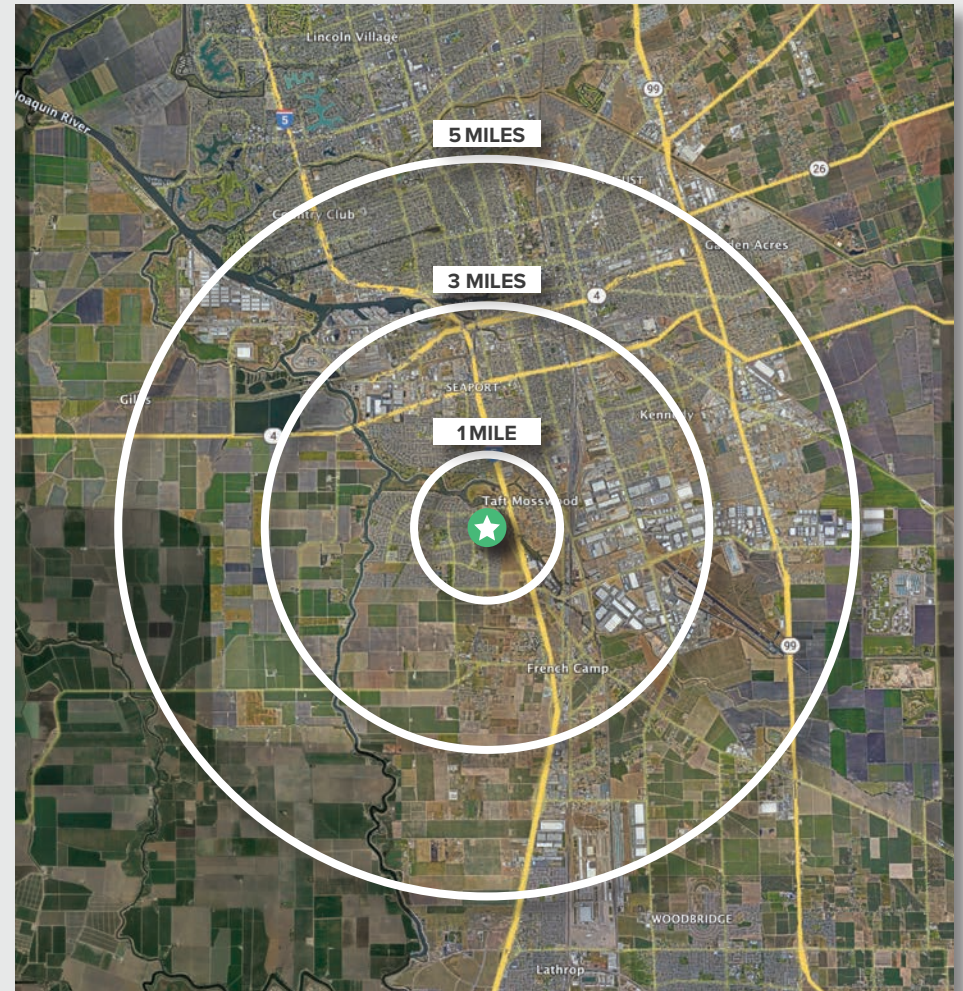 Lincoln Village
99
Joaquin River
5
5 MILES
26
Country Club
Garden Acres
3 MILES
4
SEAPORT
Kennedy
1 MILE
4
Taft Mosswood
99
French Camp
WOODBRIDGE
Lathrop